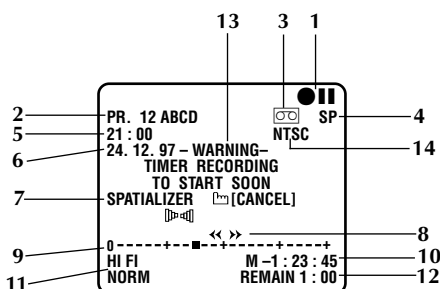 13 3 1
2 PR. 12 ABCD SP 4
5 21 : 00 NTSC
6 24. 12. 97 – WARNING– 14
TIMER RECORDING
TO START SOON
7 SPATIALIZER [CANCEL]
8
9 0 – – – – + – – ■ – – + – – – – + – – – – +
HI FI M –1 : 23 : 45 10
11 NORM REMAIN 1 : 00 12